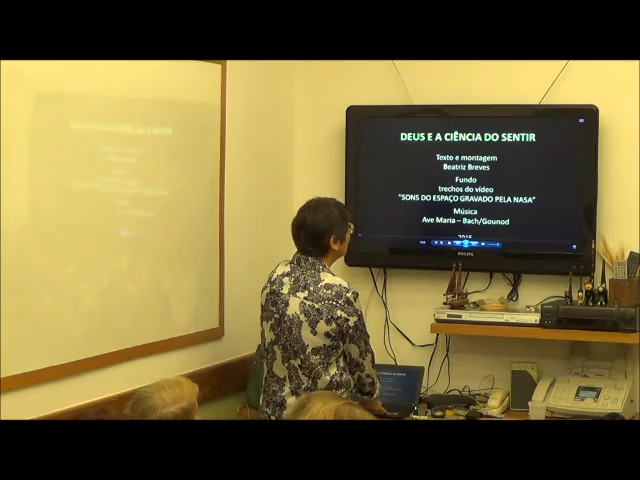 DEUS E A CIÊNCIA DO SENTIR
Texto e montagem
Beatriz Breves
Fundo
trechos do vídeo
"SONS DO ESPAÇO GRAVADO PELA NASA"
Música
Ave Maria – Bach/Gounod
2015
PHILIPS